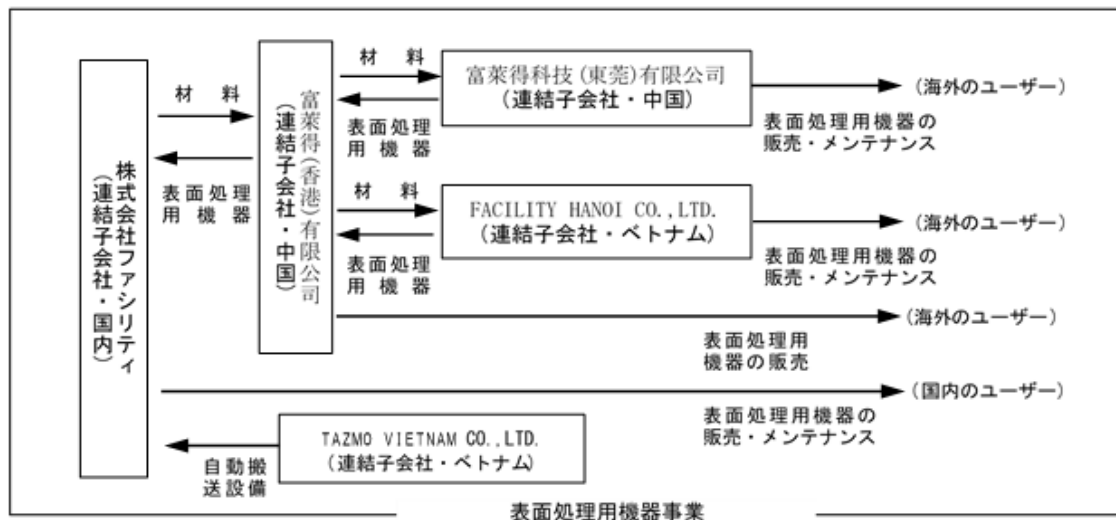 株式会社ファシリティ
(連結子会社・国内)
材 料
表面処理
用機器
富莱得(香港)有限公司
(連結子会社・中国)
材 料
表面処理
用機器
富莱得科技(東莞)有限公司
(連結子会社・中国)
(海外のユーザー)
表面処理用機器の
販売・メンテナンス
材 料
表面処理
用機器
FACILITY HANOI CO.,LTD.
(連結子会社・ベトナム)
(海外のユーザー)
表面処理用機器の
販売・メンテナンス
(海外のユーザー)
表面処理用
機器の販売
(国内のユーザー)
表面処理用機器の
販売・メンテナンス
TAZMO VIETNAM CO.,LTD.
(連結子会社・ベトナム)
自動搬
送設備
表面処理用機器事業